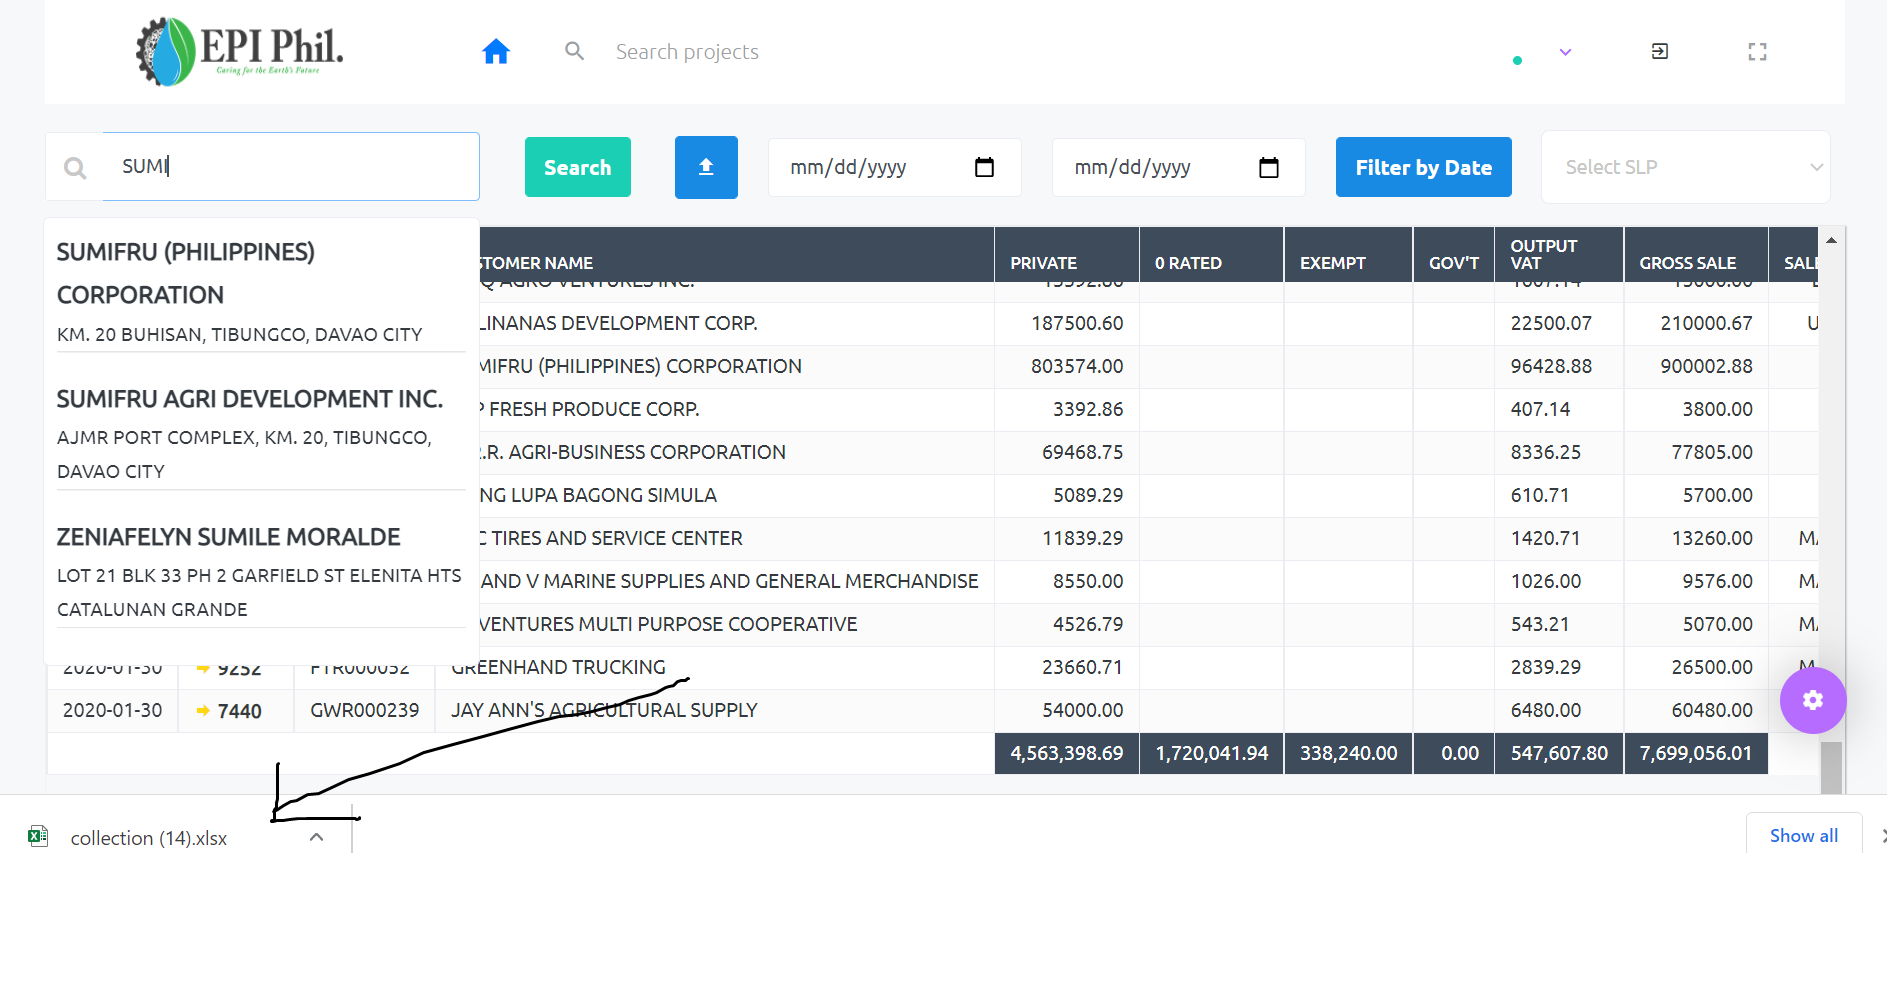 EPI Phil.
Caring for the Earth's Future
Search projects
SUMI
Search
mm/dd/yyyy
mm/dd/yyyy
Filter by Date
Select SLP
SUMIFRU (PHILIPPINES)
CORPORATION
KM. 20 BUHISAN, TIBUNGCO, DAVAO CITY
SUMIFRU AGRI DEVELOPMENT INC.
AJMR PORT COMPLEX, KM. 20, TIBUNGCO,
DAVAO CITY
ZENIAFELYN SUMILE MORALDE
LOT 21 BLK 33 PH 2 GARFIELD ST ELENITA HTS
CATALUNAN GRANDE
STOMER NAME PRIVATE 0 RATED EXEMPT GOV'T OUTPUT VAT GROSS SALE SALE
LINANAS DEVELOPMENT CORP. 187500.60 22500.07 210000.67 U
MIFRU (PHILIPPINES) CORPORATION 803574.00 96428.88 900002.88
P FRESH PRODUCE CORP. 3392.86 407.14 3800.00
.R. AGRI-BUSINESS CORPORATION 69468.75 8336.25 77805.00
NG LUPA BAGONG SIMULA 5089.29 610.71 5700.00
C TIRES AND SERVICE CENTER 11839.29 1420.71 13260.00 MA
AND V MARINE SUPPLIES AND GENERAL MERCHANDISE 8550.00 1026.00 9576.00 MA
VENTURES MULTI PURPOSE COOPERATIVE 4526.79 543.21 5070.00 MA
2020-01-30 9252 FTR000052 GREENHAND TRUCKING 23660.71 2839.29 26500.00 M
2020-01-30 7440 GWR000239 JAY ANN'S AGRICULTURAL SUPPLY 54000.00 6480.00 60480.00
4,563,398.69 1,720,041.94 338,240.00 0.00 547,607.80 7,699,056.01
collection (14).xlsx
Show all